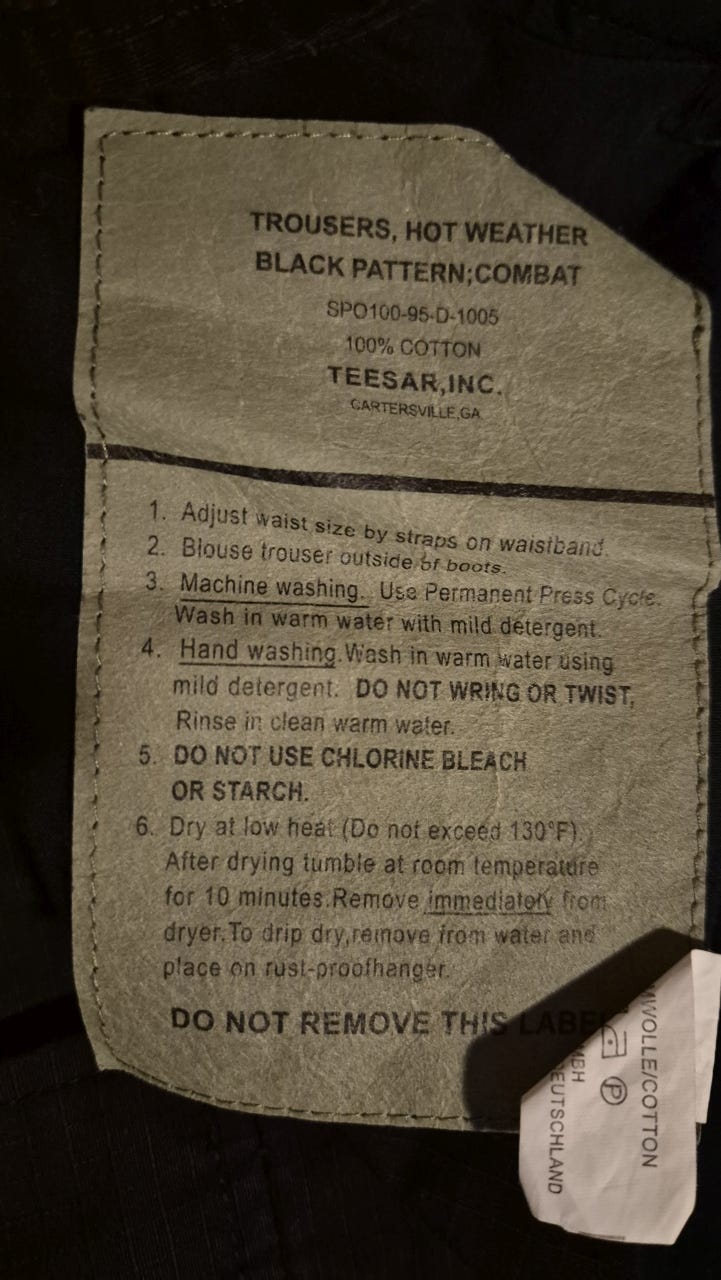 TROUSERS, HOT WEATHER
BLACK PATTERN;COMBAT
SPO100-95-D-1005
100% COTTON
TEESAR,INC.
CARTERSVILLE,GA
1. Adjust waist size by straps on waistband.
2. Blouse trouser outside of boots.
3. Machine washing. Use Permanent Press Cycle.
Wash in warm water with mild detergent.
4. Hand washing.Wash in warm water using
mild detergent. DO NOT WRING OR TWIST,
Rinse in clean warm water.
5. DO NOT USE CHLORINE BLEACH
OR STARCH.
6. Dry at low heat (Do not exceed 130°F).
After drying tumble at room temperature
for 10 minutes.Remove immediately from
dryer.To drip dry,remove from water and
place on rust-proofhanger.
DO NOT REMOVE THIS LABEL
MWOLLE/COTTON
P
MBH
EUTSCHLAND